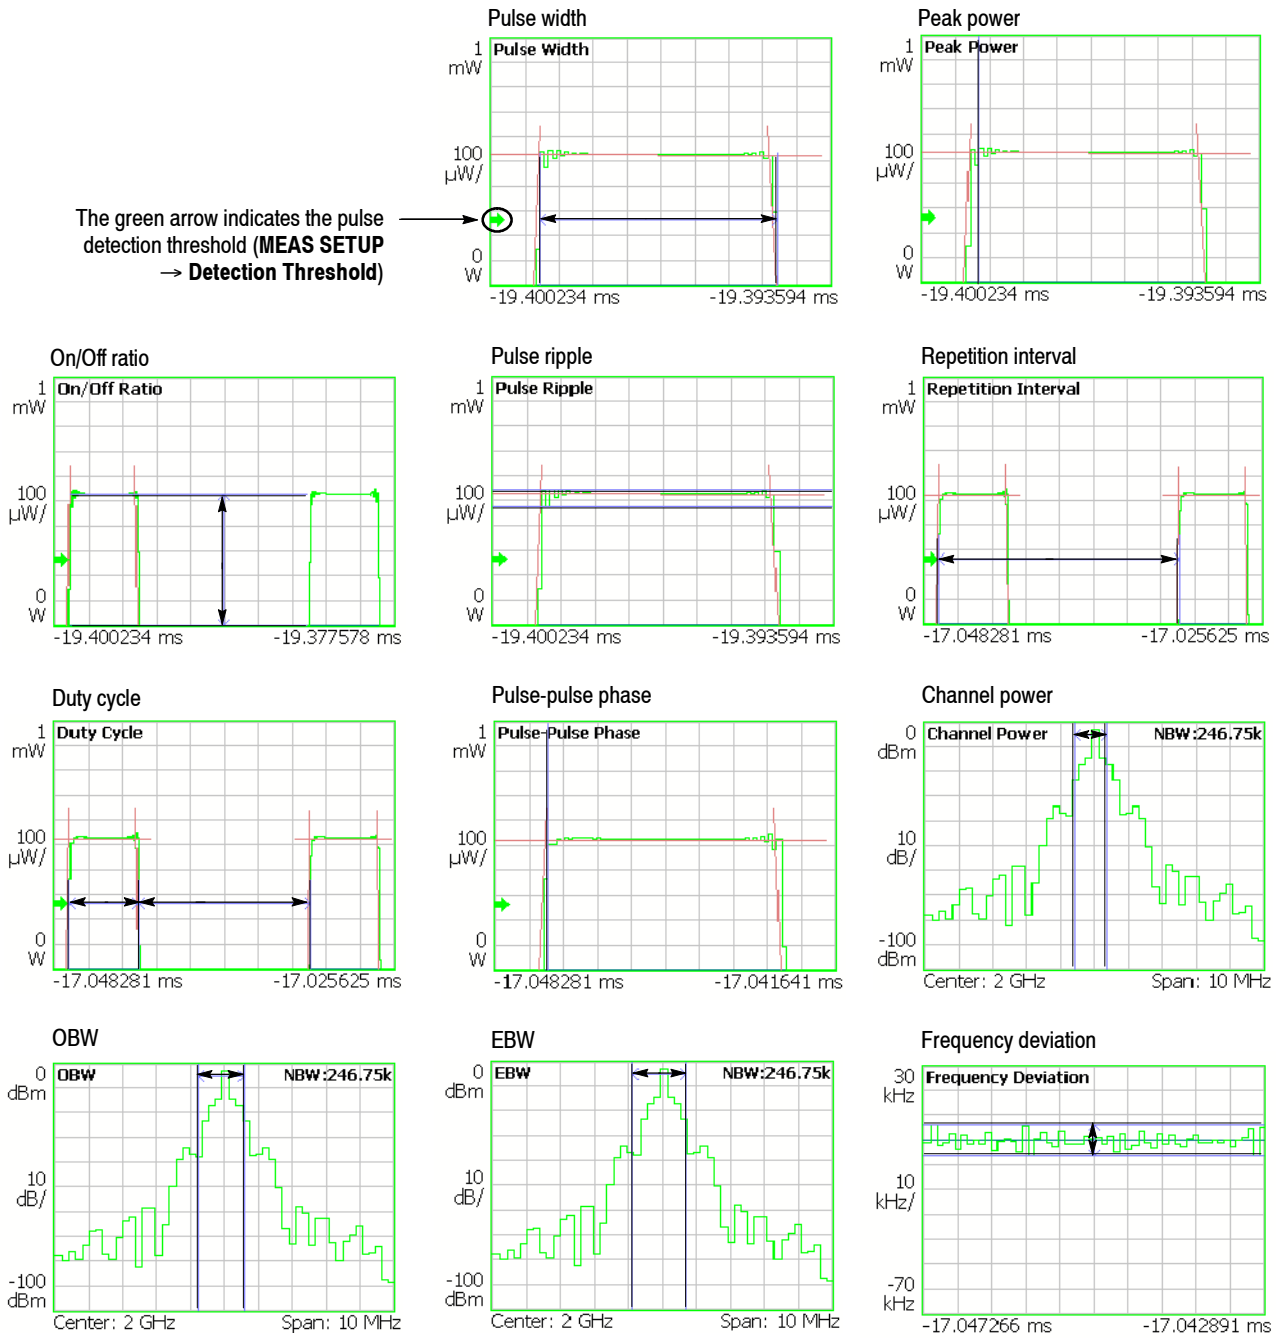 Pulse width
Pulse Width
1
mW
100
µW/
0
W
-19.400234 ms
-19.393594 ms
Peak power
Peak Power
1
mW
100
µW/
0
W
-19.400234 ms
-19.393594 ms
The green arrow indicates the pulse
detection threshold (MEAS SETUP
→ Detection Threshold)
On/Off ratio
On/Off Ratio
1
mW
100
µW/
0
W
-19.400234 ms
-19.377578 ms
Pulse ripple
Pulse Ripple
1
mW
100
µW/
0
W
-19.400234 ms
-19.393594 ms
Repetition interval
Repetition Interval
1
mW
100
µW/
0
W
-17.048281 ms
-17.025625 ms
Duty cycle
Duty Cycle
1
mW
100
µW/
0
W
-17.048281 ms
-17.025625 ms
Pulse-pulse phase
Pulse-Pulse Phase
1
mW
100
µW/
0
W
-17.048281 ms
-17.041641 ms
Channel power
Channel Power
NBW:246.75k
0
dBm
10
dB/
-100
dBm
Center: 2 GHz
Span: 10 MHz
OBW
OBW
NBW:246.75k
0
dBm
10
dB/
-100
dBm
Center: 2 GHz
Span: 10 MHz
EBW
EBW
NBW:246.75k
0
dBm
10
dB/
-100
dBm
Center: 2 GHz
Span: 10 MHz
Frequency deviation
Frequency Deviation
30
kHz
10
kHz/
-70
kHz
-17.047266 ms
-17.042891 ms